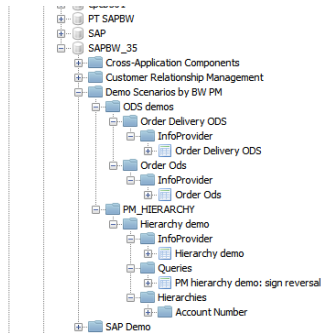 PT SAPBW
SAP
SAPBW_35
Cross-Application Components
Customer Relationship Management
Demo Scenarios by BW PM
ODS demos
Order Delivery ODS
InfoProvider
Order Delivery ODS
Order Ods
InfoProvider
Order Ods
PM_HIERARCHY
Hierarchy demo
InfoProvider
Hierarchy demo
Queries
PM hierarchy demo: sign reversal
Hierarchies
Account Number
SAP Demo